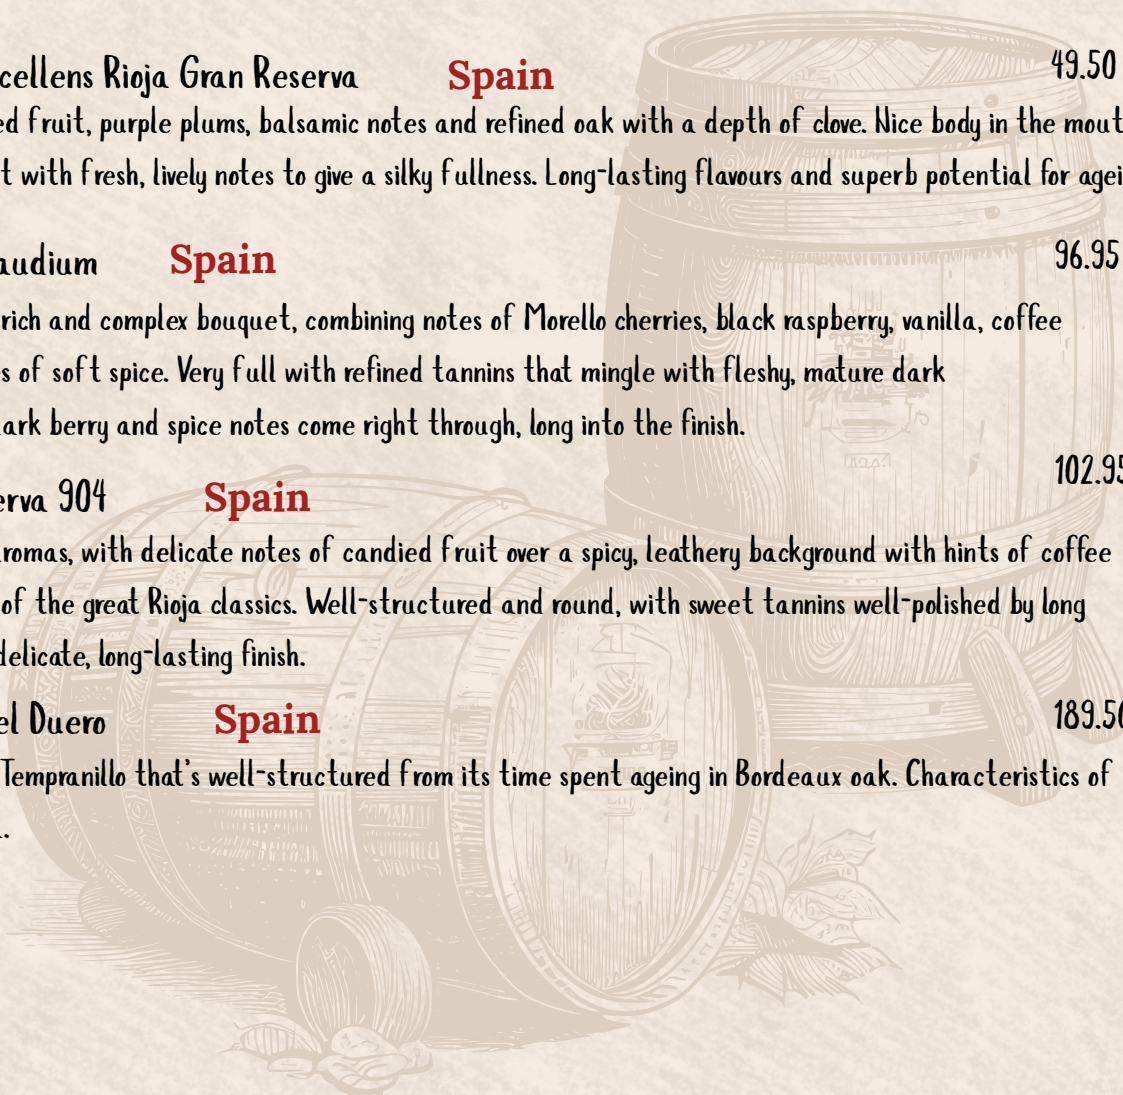 cellens Rioja Gran Reserva Spain 49.50
ed fruit, purple plums, balsamic notes and refined oak with a depth of clove. Nice body in the mout
t with fresh, lively notes to give a silky fullness. Long-lasting flavours and superb potential for agei
audium Spain 96.95
rich and complex bouquet, combining notes of Morello cherries, black raspberry, vanilla, coffee
s of soft spice. Very full with refined tannins that mingle with fleshy, mature dark
ark berry and spice notes come right through, long into the finish.
erva 904 Spain 102.95
romas, with delicate notes of candied fruit over a spicy, leathery background with hints of coffee
of the great Rioja classics. Well-structured and round, with sweet tannins well-polished by long
delicate, long-lasting finish.
el Duero Spain 189.50
Tempranillo that's well-structured from its time spent ageing in Bordeaux oak. Characteristics of
.